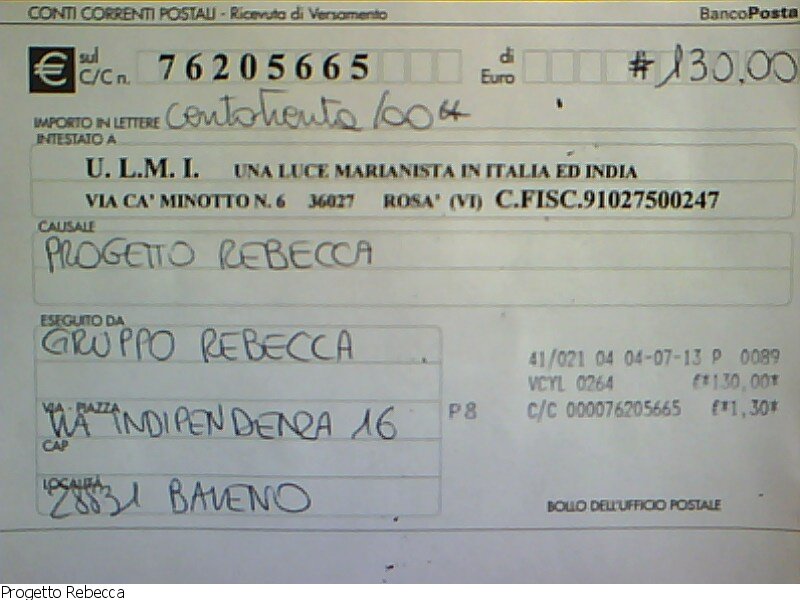 CONTI CORRENTI POSTALI - Ricevuta di Versamento BancoPosta
€ sul C/C n. 76205665 di Euro #130,00
IMPORTO IN LETTERE Centotrenta/00#
INTESTATO A
U. L.M. I. UNA LUCE MARIANISTA IN ITALIA ED INDIA
VIA CA' MINOTTO N. 6 36027 ROSA' (VI) C.FISC.91027500247
CAUSALE
PROGETTO REBECCA
ESEGUITO DA
GRUPPO REBECCA
41/021 04 04-07-13 P 0089
VCYL 0264 €*130,00*
VIA - PIAZZA
VIA INDIPENDENZA 16 P8 C/C 000076205665 €*1,30*
CAP
LOCALITÀ
28831 BAVENO
BOLLO DELL'UFFICIO POSTALE
Progetto Rebecca